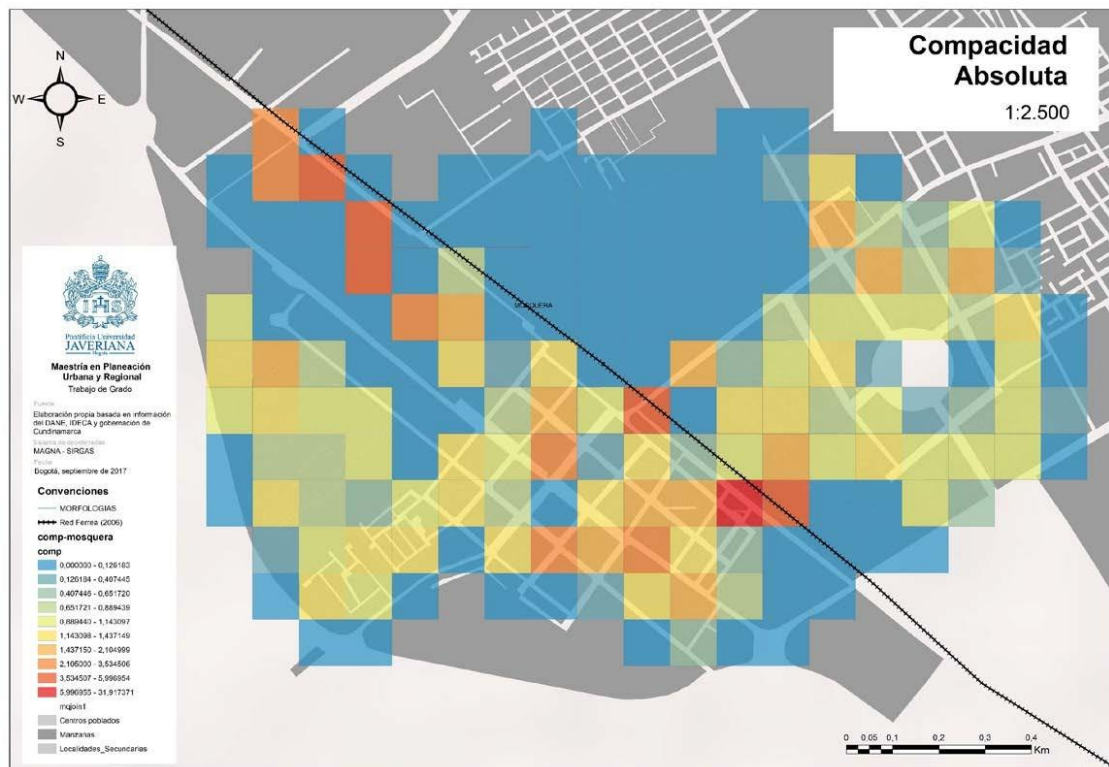 Compacidad
Absoluta
1:2.500
N
W
E
S
MOSQUERA
Pontificia Universidad
JAVERIANA
Bogotá
Maestría en Planeación
Urbana y Regional
Trabajo de Grado
Fuente
Elaboración propia basada en información
del DANE, IDECA y gobernación de
Cundinamarca
Sistema de coordenadas
MAGNA - SIRGAS
Fecha
Bogotá, septiembre de 2017
Convenciones
MORFOLOGIAS
Red Ferrea (2006)
comp-mosquera
comp
0,000000 - 0,126183
0,126184 - 0,407445
0,407446 - 0,651720
0,651721 - 0,889439
0,889440 - 1,143097
1,143098 - 1,437149
1,437150 - 2,104999
2,105000 - 3,534506
3,534507 - 5,996954
5,996955 - 31,917371
Centros poblados
Manzanas
Localidades_Secundarias
0 0,05 0,1 0,2 0,3 0,4
Km